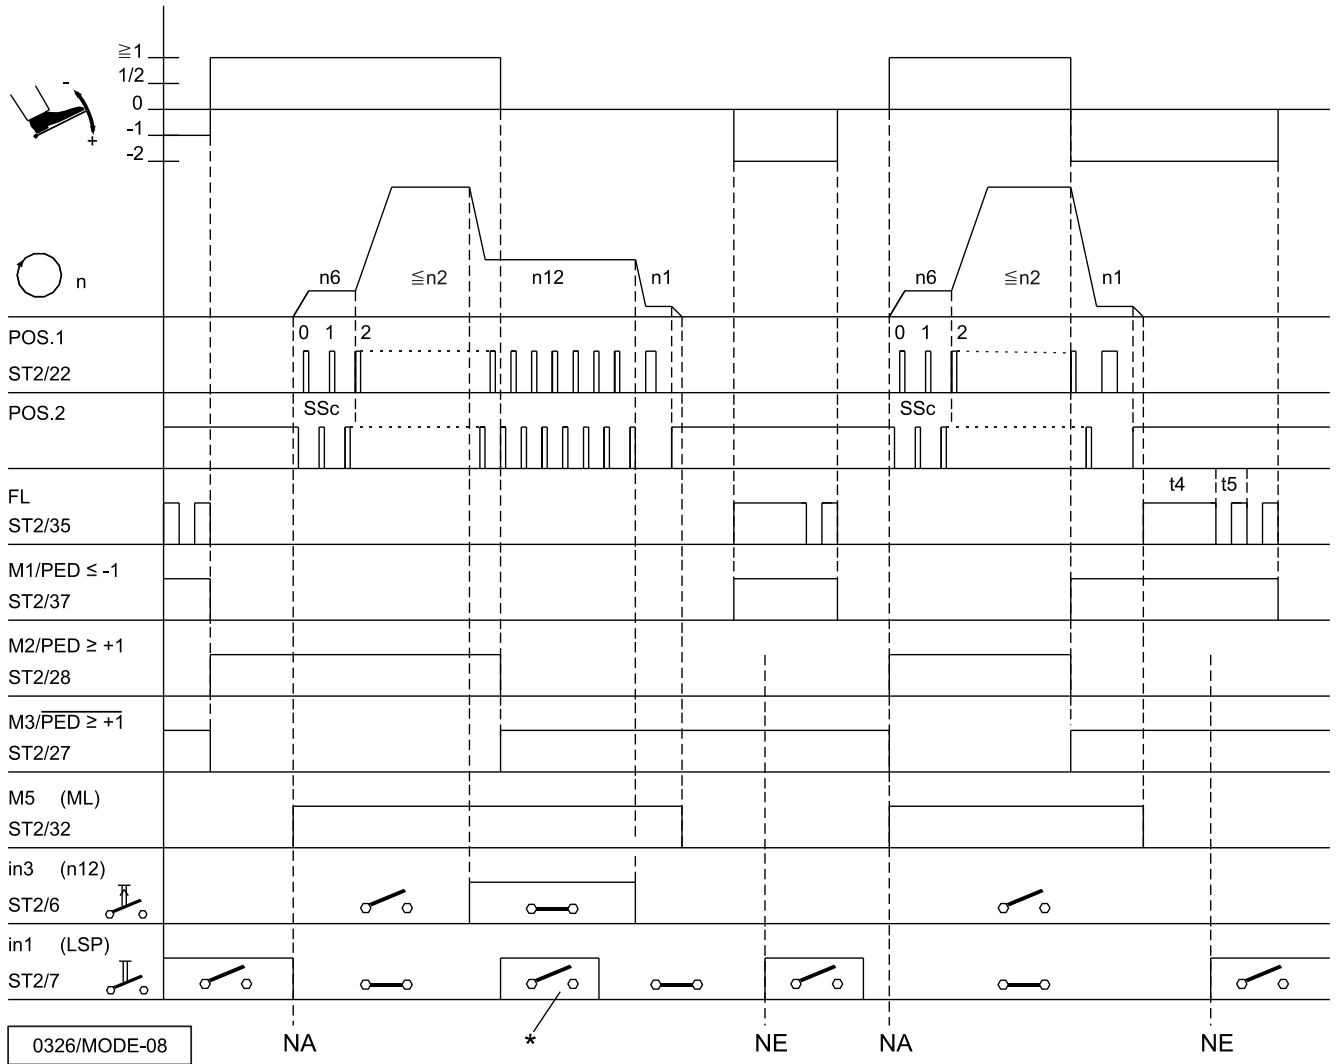 ≧1
1/2
0
-1
-2
-
+
n
n6 ≦n2 n12 n1 n6 ≦n2 n1
POS.1 0 1 2 0 1 2
ST2/22
POS.2 SSc SSc
FL t4 t5
ST2/35
M1/PED ≤ -1
ST2/37
M2/PED ≥ +1
ST2/28
M3/PED ≥ +1
ST2/27
M5 (ML)
ST2/32
in3 (n12)
ST2/6
in1 (LSP)
ST2/7
0326/MODE-08 NA * NE NA NE